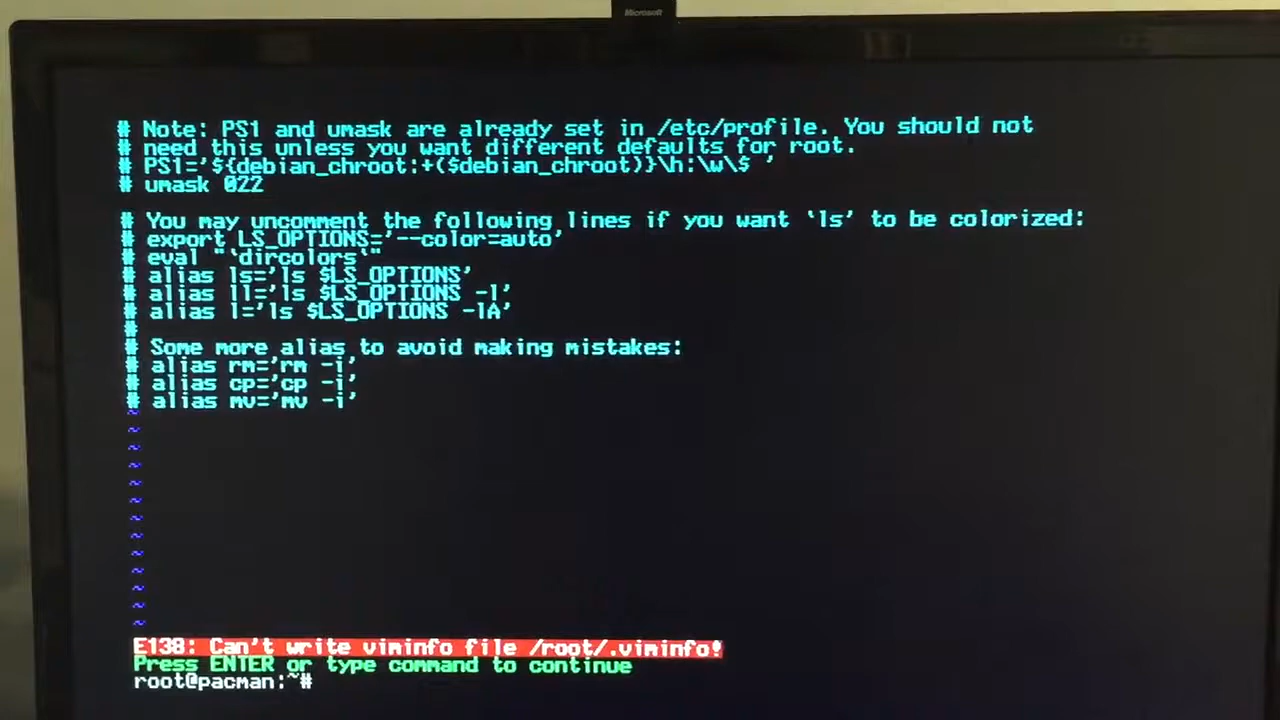 Microsoft
# Note: PS1 and umask are already set in /etc/profile. You should not
# need this unless you want different defaults for root.
# PS1='${debian_chroot:+($debian_chroot)}\h:\w\$ '
# umask 022
# You may uncomment the following lines if you want `ls' to be colorized:
# export LS_OPTIONS='--color=auto'
# eval "`dircolors`"
# alias ls='ls $LS_OPTIONS'
# alias ll='ls $LS_OPTIONS -l'
# alias l='ls $LS_OPTIONS -lA'
#
# Some more alias to avoid making mistakes:
# alias rm='rm -i'
# alias cp='cp -i'
# alias mv='mv -i'
~
~
~
~
~
~
~
~
~
~
~
~
~
E138: Can't write viminfo file /root/.viminfo!
Press ENTER or type command to continue
root@pacman:~#